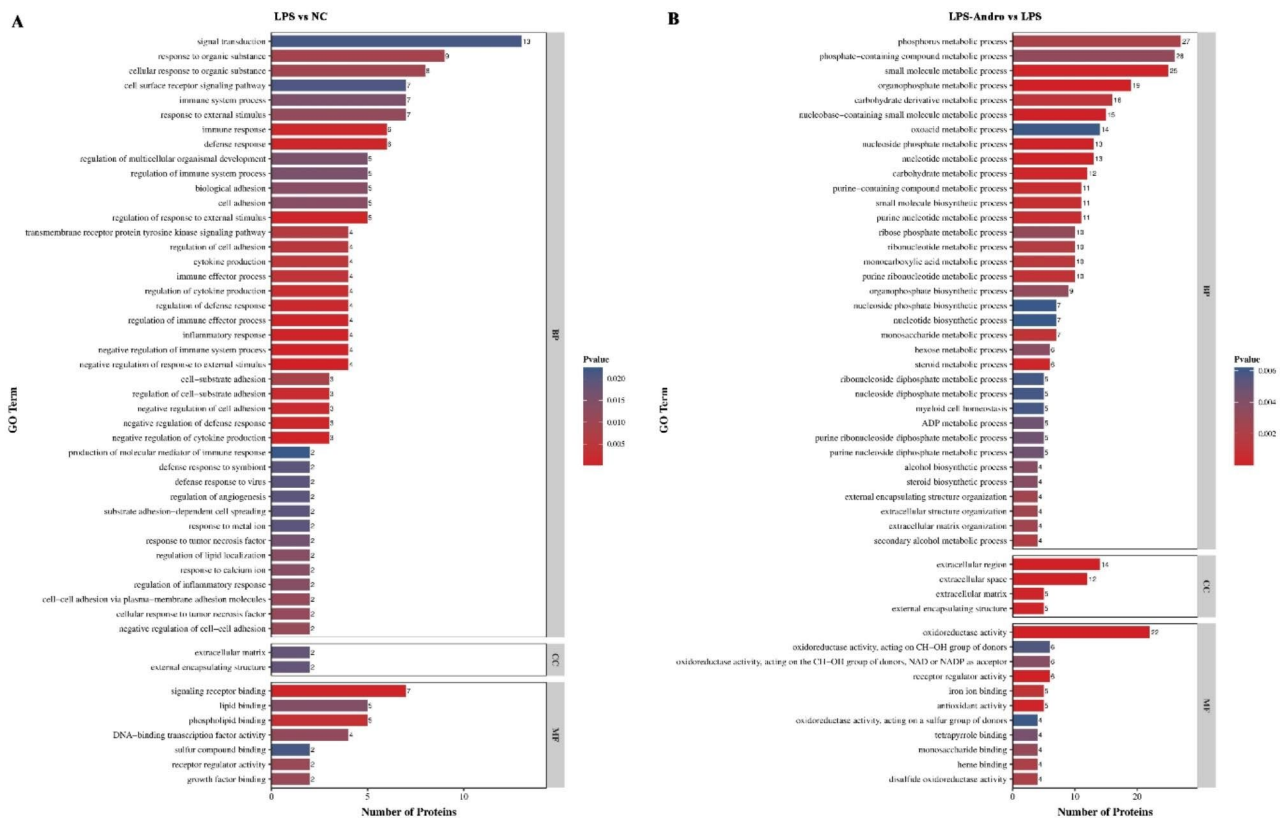 A
LPS vs NC
signal transduction 13
response to organic substance 9
cellular response to organic substance 8
cell surface receptor signaling pathway 7
immune system process 7
response to external stimulus 7
immune response 6
defense response 6
regulation of multicellular organismal development 5
regulation of immune system process 5
biological adhesion 5
cell adhesion 5
regulation of response to external stimulus 5
transmembrane receptor protein tyrosine kinase signaling pathway 4
regulation of cell adhesion 4
cytokine production 4
immune effector process 4
regulation of cytokine production 4
regulation of defense response 4
regulation of immune effector process 4
inflammatory response 4
negative regulation of immune system process 4
negative regulation of response to external stimulus 4
cell−substrate adhesion 3
regulation of cell−substrate adhesion 3
negative regulation of cell adhesion 3
negative regulation of defense response 3
negative regulation of cytokine production 3
production of molecular mediator of immune response 2
defense response to symbiont 2
defense response to virus 2
regulation of angiogenesis 2
substrate adhesion−dependent cell spreading 2
response to metal ion 2
response to tumor necrosis factor 2
regulation of lipid localization 2
response to calcium ion 2
regulation of inflammatory response 2
cell−cell adhesion via plasma−membrane adhesion molecules 2
cellular response to tumor necrosis factor 2
negative regulation of cell−cell adhesion 2
BP
extracellular matrix 2
external encapsulating structure 2
CC
signaling receptor binding 7
lipid binding 5
phospholipid binding 5
DNA−binding transcription factor activity 4
sulfur compound binding 2
receptor regulator activity 2
growth factor binding 2
MF
0 5 10
Number of Proteins
GO Term
Pvalue
0.020
0.015
0.010
0.005
B
LPS-Andro vs LPS
phosphorus metabolic process 27
phosphate−containing compound metabolic process
small molecule metabolic process 25
organophosphate metabolic process 19
carbohydrate derivative metabolic process 16
nucleobase−containing small molecule metabolic process 15
oxoacid metabolic process 14
nucleoside phosphate metabolic process 13
nucleotide metabolic process 13
carbohydrate metabolic process 12
purine−containing compound metabolic process 11
small molecule biosynthetic process 11
purine nucleotide metabolic process 11
ribose phosphate metabolic process
ribonucleotide metabolic process
monocarboxylic acid metabolic process
purine ribonucleotide metabolic process
organophosphate biosynthetic process 9
nucleoside phosphate biosynthetic process 7
nucleotide biosynthetic process 7
monosaccharide metabolic process 7
hexose metabolic process 6
steroid metabolic process 6
ribonucleoside diphosphate metabolic process 5
nucleoside diphosphate metabolic process 5
myeloid cell homeostasis 5
ADP metabolic process 5
purine ribonucleoside diphosphate metabolic process 5
purine nucleoside diphosphate metabolic process 5
alcohol biosynthetic process 4
steroid biosynthetic process 4
external encapsulating structure organization 4
extracellular structure organization 4
extracellular matrix organization 4
secondary alcohol metabolic process 4
BP
extracellular region 14
extracellular space 12
extracellular matrix 5
external encapsulating structure 5
CC
oxidoreductase activity 22
oxidoreductase activity, acting on CH−OH group of donors 6
oxidoreductase activity, acting on the CH−OH group of donors, NAD or NADP as acceptor 6
receptor regulator activity 6
iron ion binding 5
antioxidant activity 5
oxidoreductase activity, acting on a sulfur group of donors 4
tetrapyrrole binding 4
monosaccharide binding 4
heme binding 4
disulfide oxidoreductase activity 4
MF
0 10 20
Number of Proteins
GO Term
Pvalue
0.006
0.004
0.002